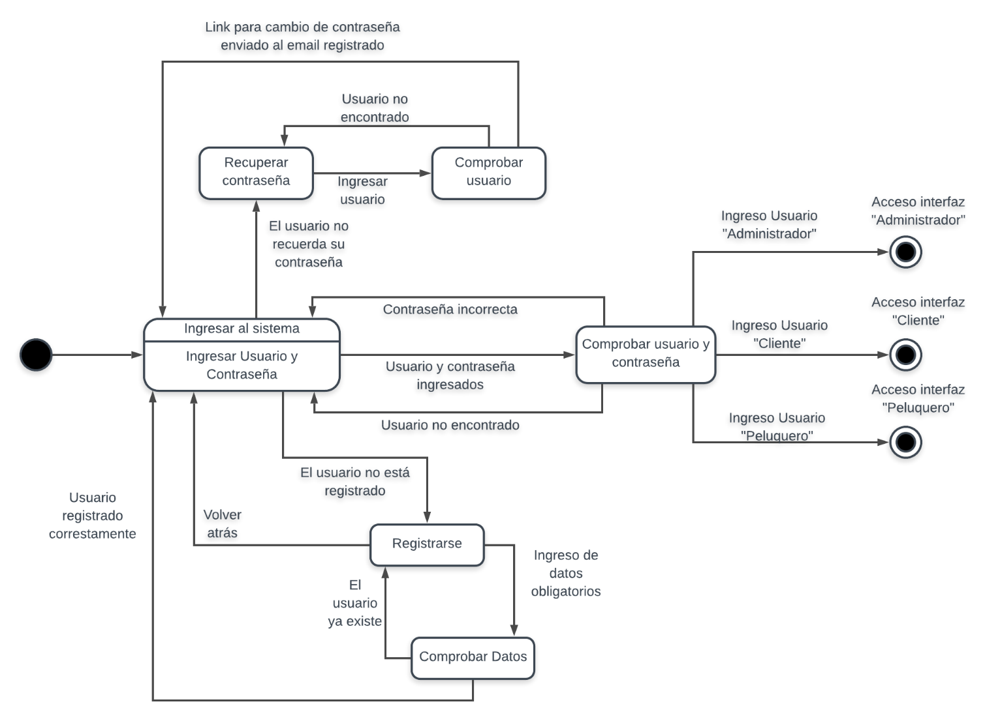 Link para cambio de contraseña
enviado al email registrado
Usuario no
encontrado
Recuperar
contraseña
Ingresar
usuario
Comprobar
usuario
El usuario no
recuerda su
contraseña
Ingreso Usuario
"Administrador"
Acceso interfaz
"Administrador"
Contraseña incorrecta
Ingresar al sistema
Ingresar Usuario y
Contraseña
Usuario y contraseña
ingresados
Comprobar usuario y
contraseña
Ingreso Usuario
"Cliente"
Acceso interfaz
"Cliente"
Usuario no encontrado
Ingreso Usuario
"Peluquero"
Acceso interfaz
"Peluquero"
El usuario no está
registrado
Usuario
registrado
correstamente
Volver
atrás
Registrarse
Ingreso de
datos
obligatorios
El
usuario
ya existe
Comprobar Datos